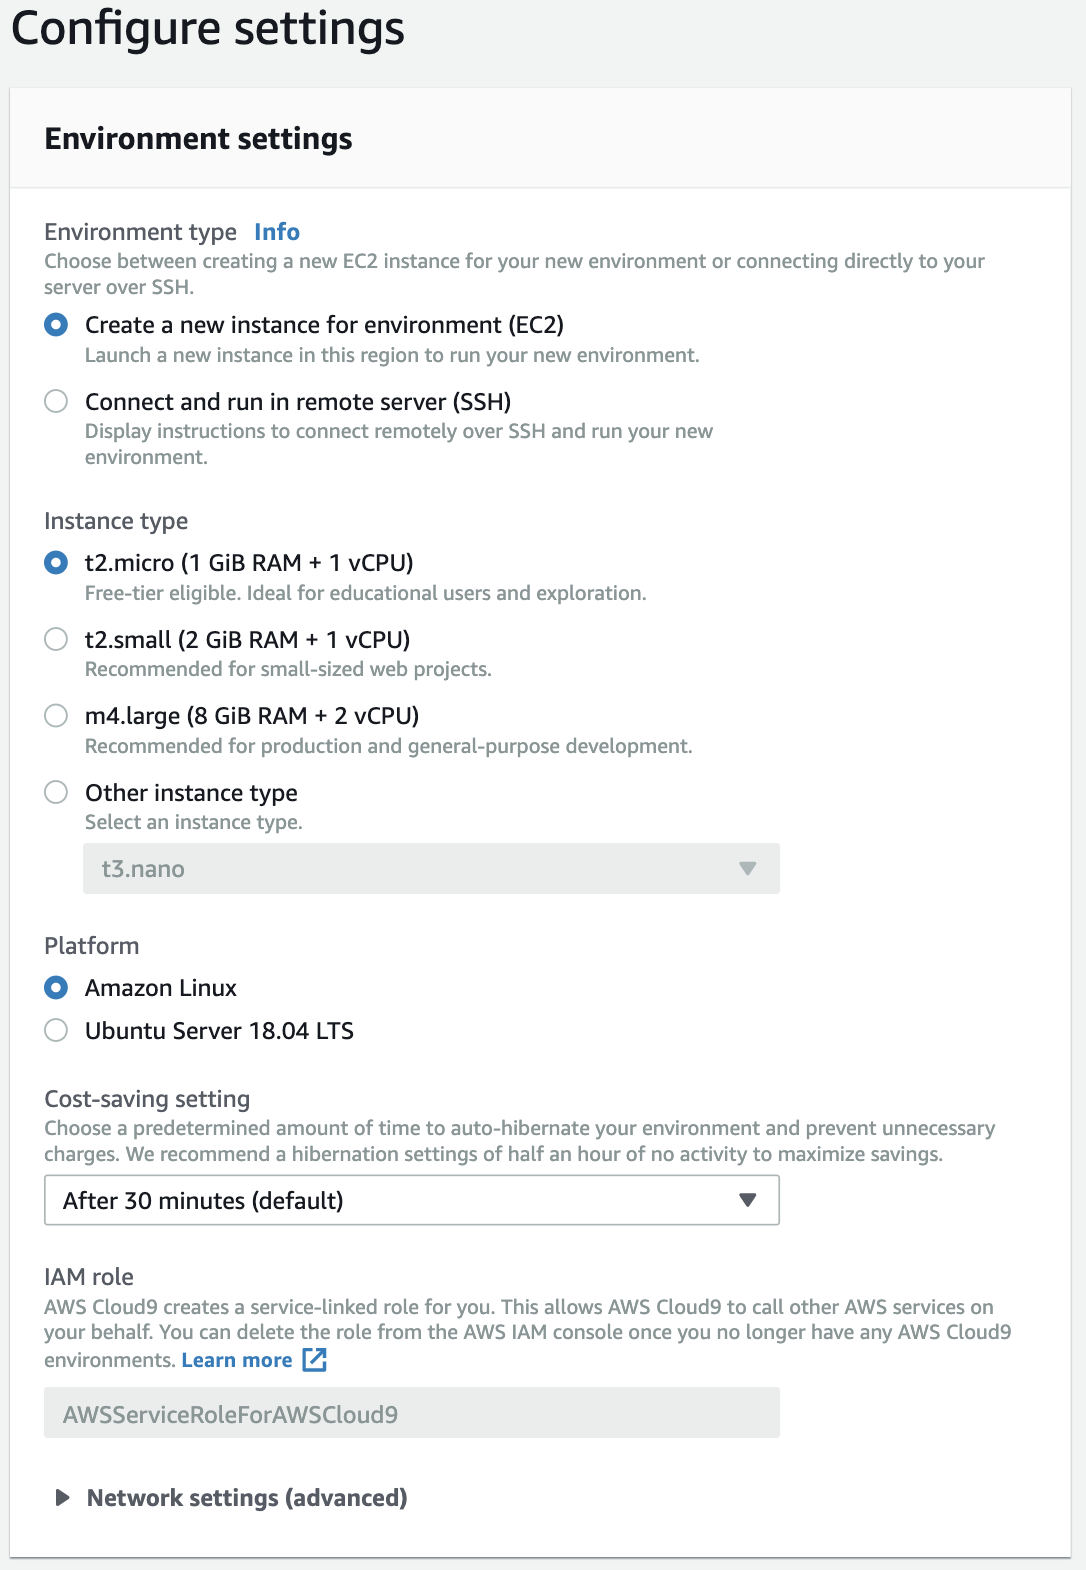 Configure settings
Environment settings
Environment type Info
Choose between creating a new EC2 instance for your new environment or connecting directly to your
server over SSH.
Create a new instance for environment (EC2)
Launch a new instance in this region to run your new environment.
Connect and run in remote server (SSH)
Display instructions to connect remotely over SSH and run your new
environment.
Instance type
t2.micro (1 GiB RAM + 1 vCPU)
Free-tier eligible. Ideal for educational users and exploration.
t2.small (2 GiB RAM + 1 vCPU)
Recommended for small-sized web projects.
m4.large (8 GiB RAM + 2 vCPU)
Recommended for production and general-purpose development.
Other instance type
Select an instance type.
t3.nano
Platform
Amazon Linux
Ubuntu Server 18.04 LTS
Cost-saving setting
Choose a predetermined amount of time to auto-hibernate your environment and prevent unnecessary
charges. We recommend a hibernation settings of half an hour of no activity to maximize savings.
After 30 minutes (default)
IAM role
AWS Cloud9 creates a service-linked role for you. This allows AWS Cloud9 to call other AWS services on
your behalf. You can delete the role from the AWS IAM console once you no longer have any AWS Cloud9
environments. Learn more
AWSServiceRoleForAWSCloud9
Network settings (advanced)